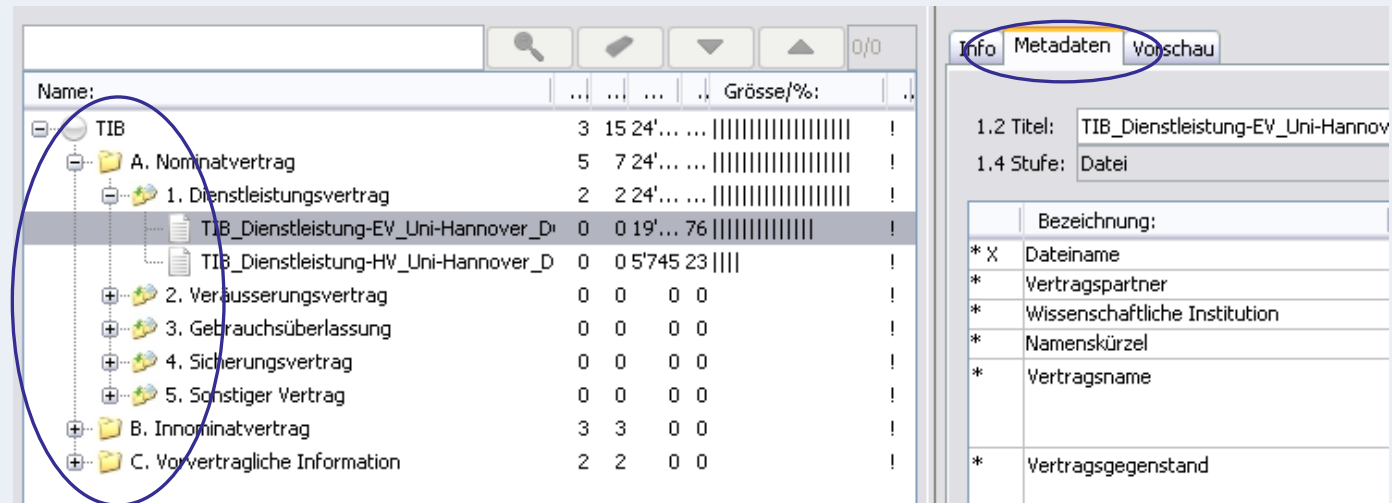 0/0
Name: ... ... ... .. Grösse/%: ..
TIB 3 15 24'... ... |||||||||||||||||||| !
A. Nominatvertrag 5 7 24'... ... |||||||||||||||||||| !
1. Dienstleistungsvertrag 2 2 24'... ... |||||||||||||||||||| !
TIB_Dienstleistung-EV_Uni-Hannover_D 0 0 19'... 76 ||||||||||||||| !
TIB_Dienstleistung-HV_Uni-Hannover_D 0 0 5'745 23 |||| !
2. Veräusserungsvertrag 0 0 0 0 !
3. Gebrauchsüberlassung 0 0 0 0 !
4. Sicherungsvertrag 0 0 0 0 !
5. Sonstiger Vertrag 0 0 0 0 !
B. Innominatvertrag 3 3 0 0 !
C. Vorvertragliche Information 2 2 0 0 !
Info Metadaten Vorschau
1.2 Titel: TIB_Dienstleistung-EV_Uni-Hannov
1.4 Stufe: Datei
Bezeichnung:
* X Dateiname
* Vertragspartner
* Wissenschaftliche Institution
* Namenskürzel
* Vertragsname
* Vertragsgegenstand